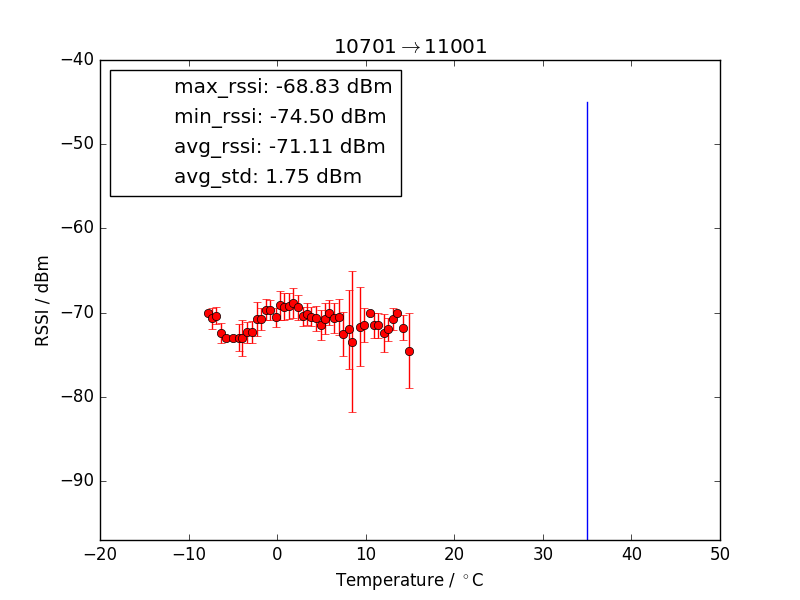 10701→11001
max_rssi: -68.83 dBm
min_rssi: -74.50 dBm
avg_rssi: -71.11 dBm
avg_std: 1.75 dBm
−40
−50
−60
−70
−80
−90
RSSI / dBm
−20 −10 0 10 20 30 40 50
Temperature / °C